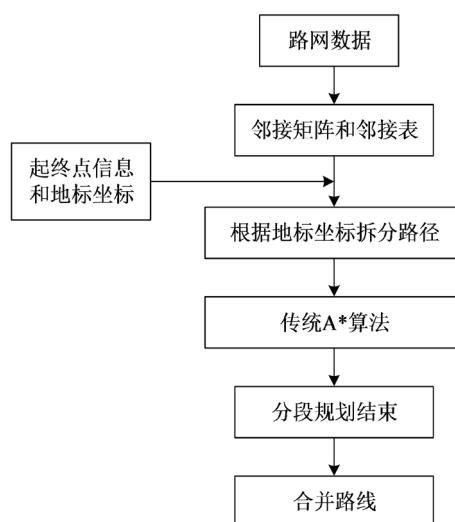 路网数据
邻接矩阵和邻接表
起终点信息
和地标坐标
根据地标坐标拆分路径
传统A*算法
分段规划结束
合并路线